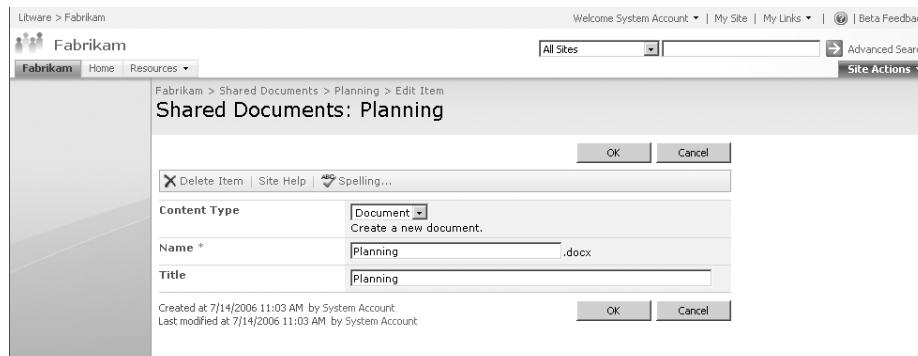 Litware > Fabrikam
Welcome System Account | My Site | My Links | Beta Feedba
Fabrikam
All Sites
Advanced Sear
Fabrikam Home Resources
Site Actions
Fabrikam > Shared Documents > Planning > Edit Item
Shared Documents: Planning
OK Cancel
Delete Item | Site Help | ABC Spelling...
Content Type
Document
Create a new document.
Name *
Planning .docx
Title
Planning
Created at 7/14/2006 11:03 AM by System Account
Last modified at 7/14/2006 11:03 AM by System Account
OK Cancel